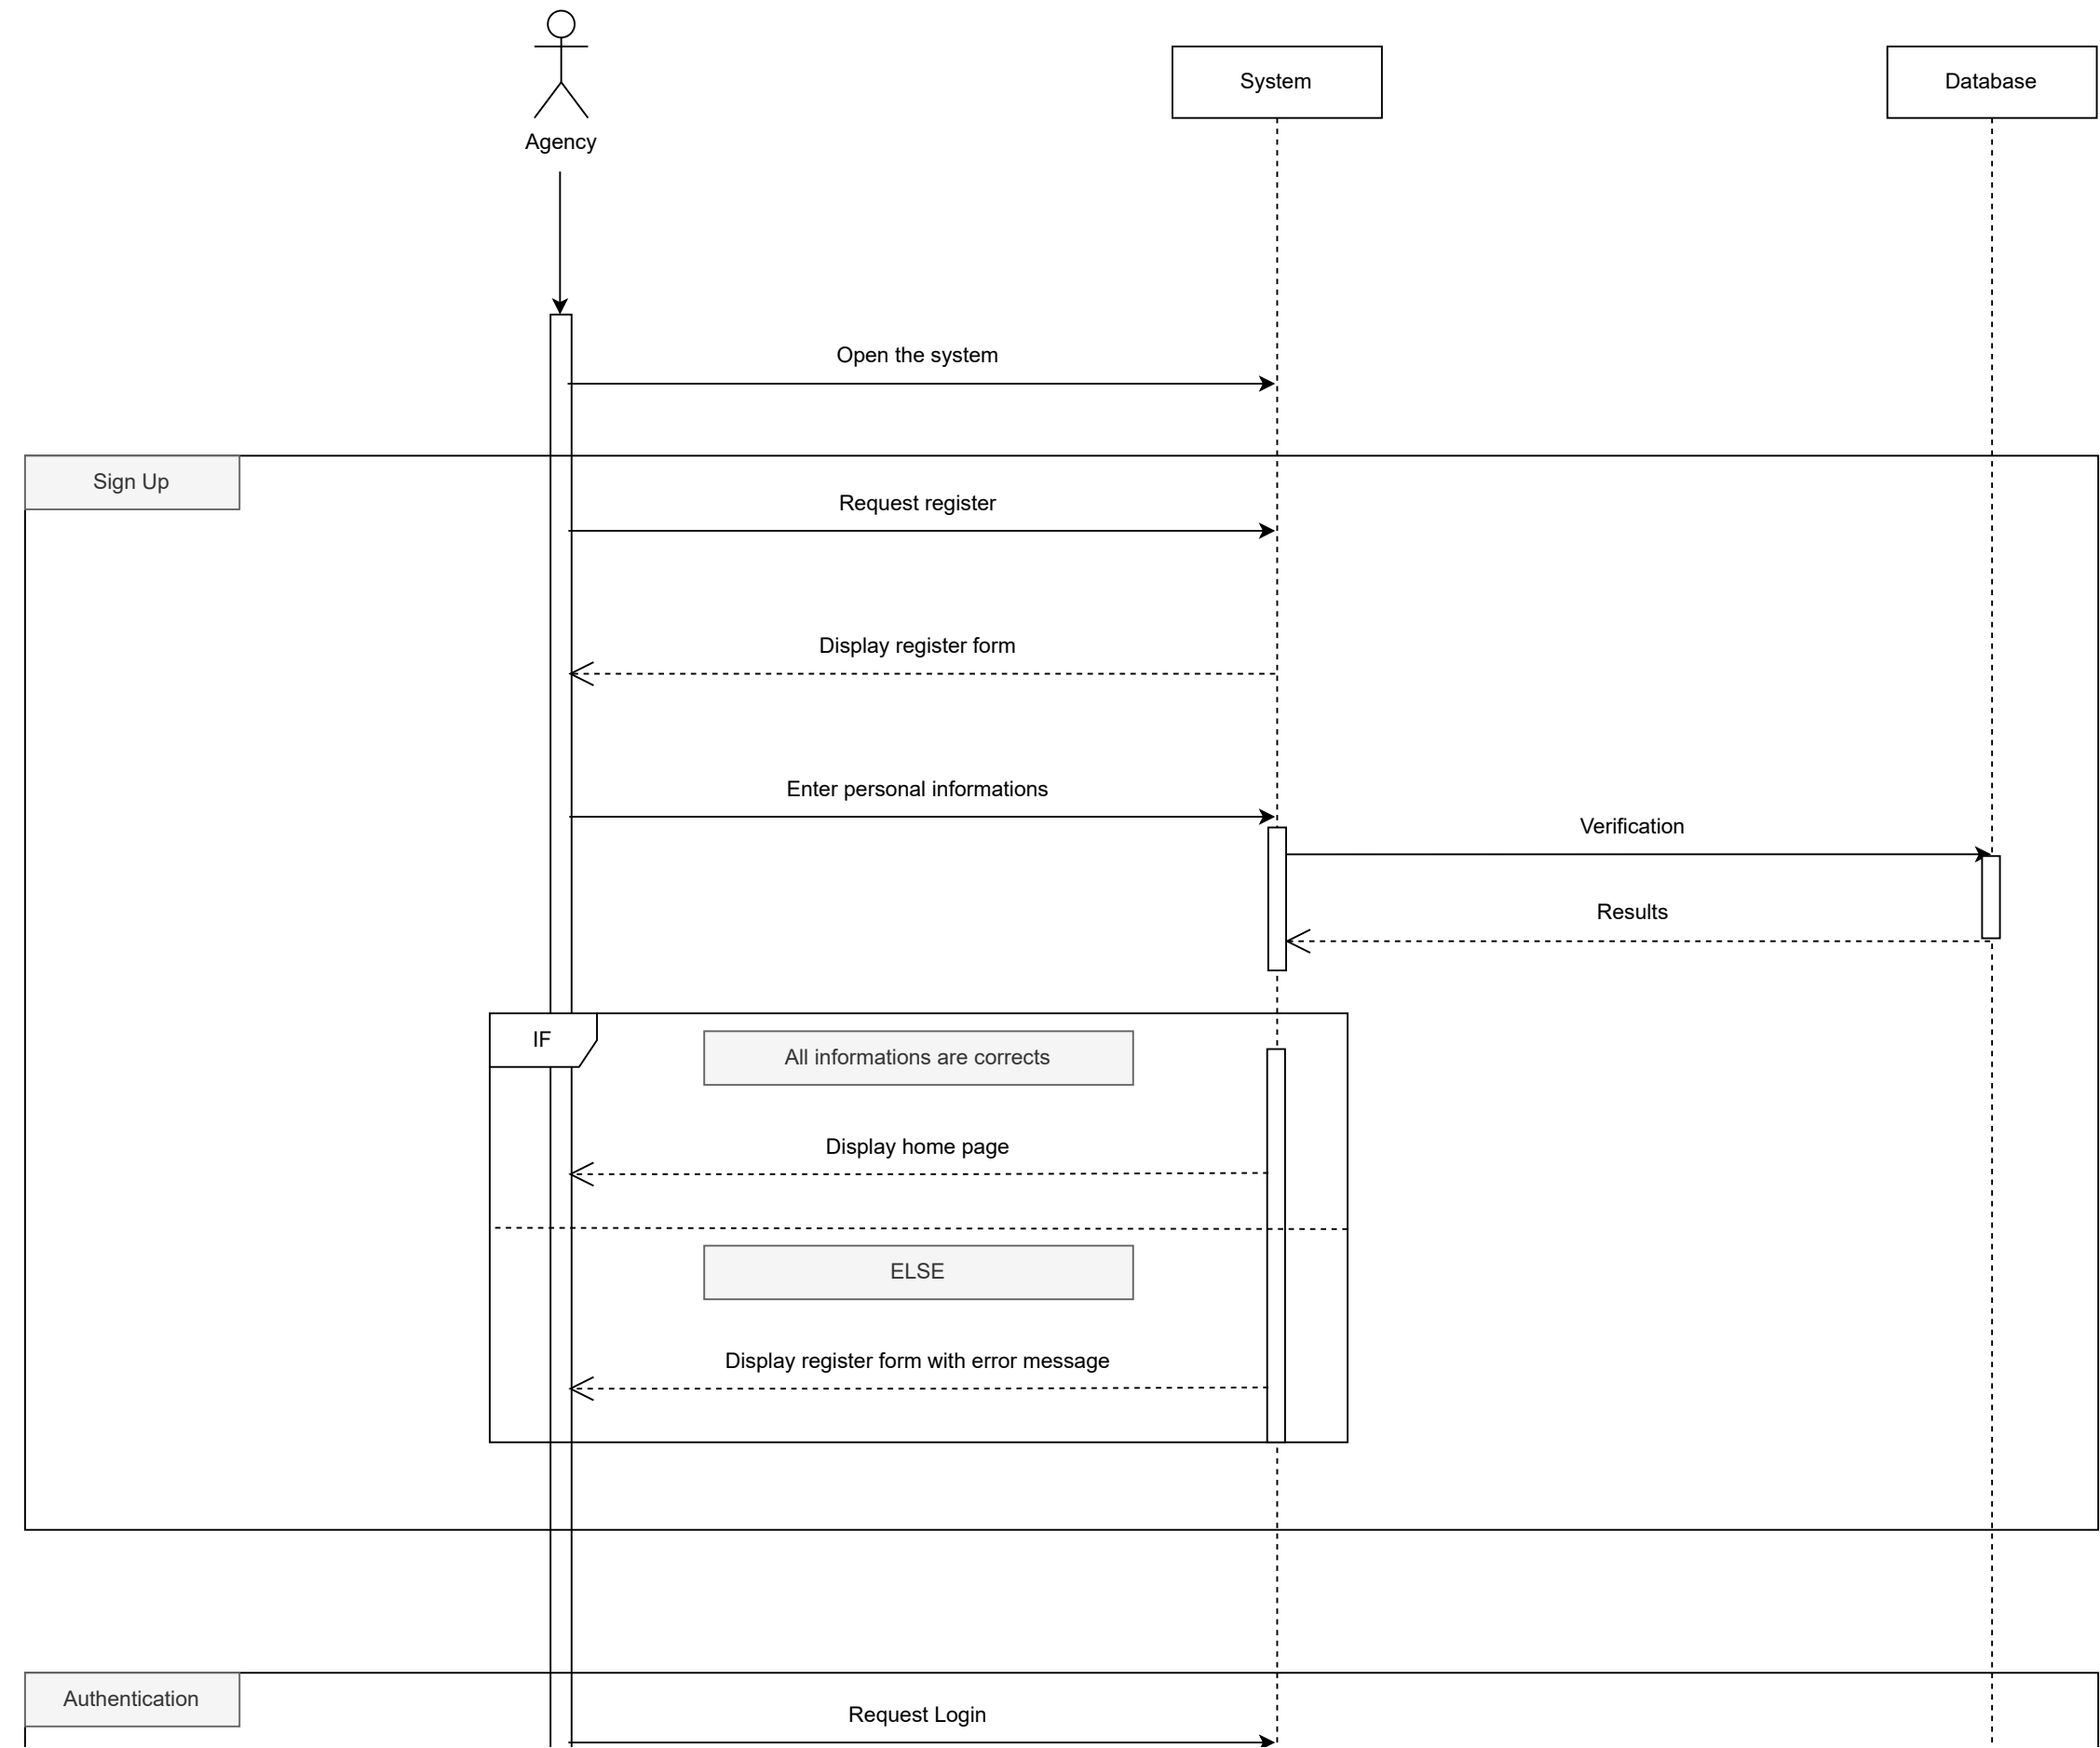 Agency
System
Database
Open the system
Sign Up
Request register
Display register form
Enter personal informations
Verification
Results
IF
All informations are corrects
Display home page
ELSE
Display register form with error message
Authentication
Request Login